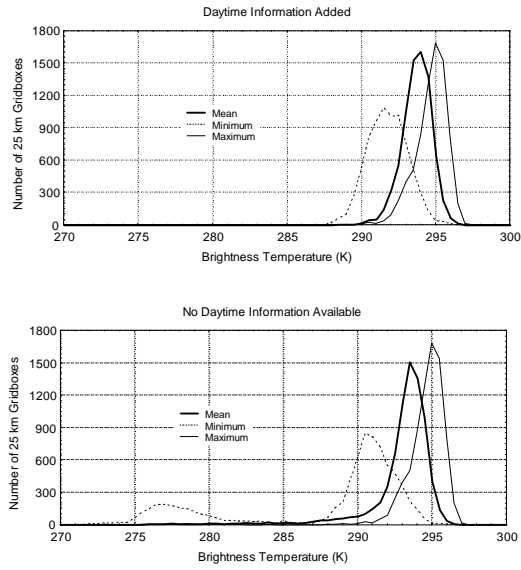 Daytime Information Added
1800
1500
1200
900
600
300
0
Number of 25 km Gridboxes
Mean
Minimum
Maximum
270 275 280 285 290 295 300
Brightness Temperature (K)
No Daytime Information Available
1800
1500
1200
900
600
300
0
Number of 25 km Gridboxes
Mean
Minimum
Maximum
270 275 280 285 290 295 300
Brightness Temperature (K)